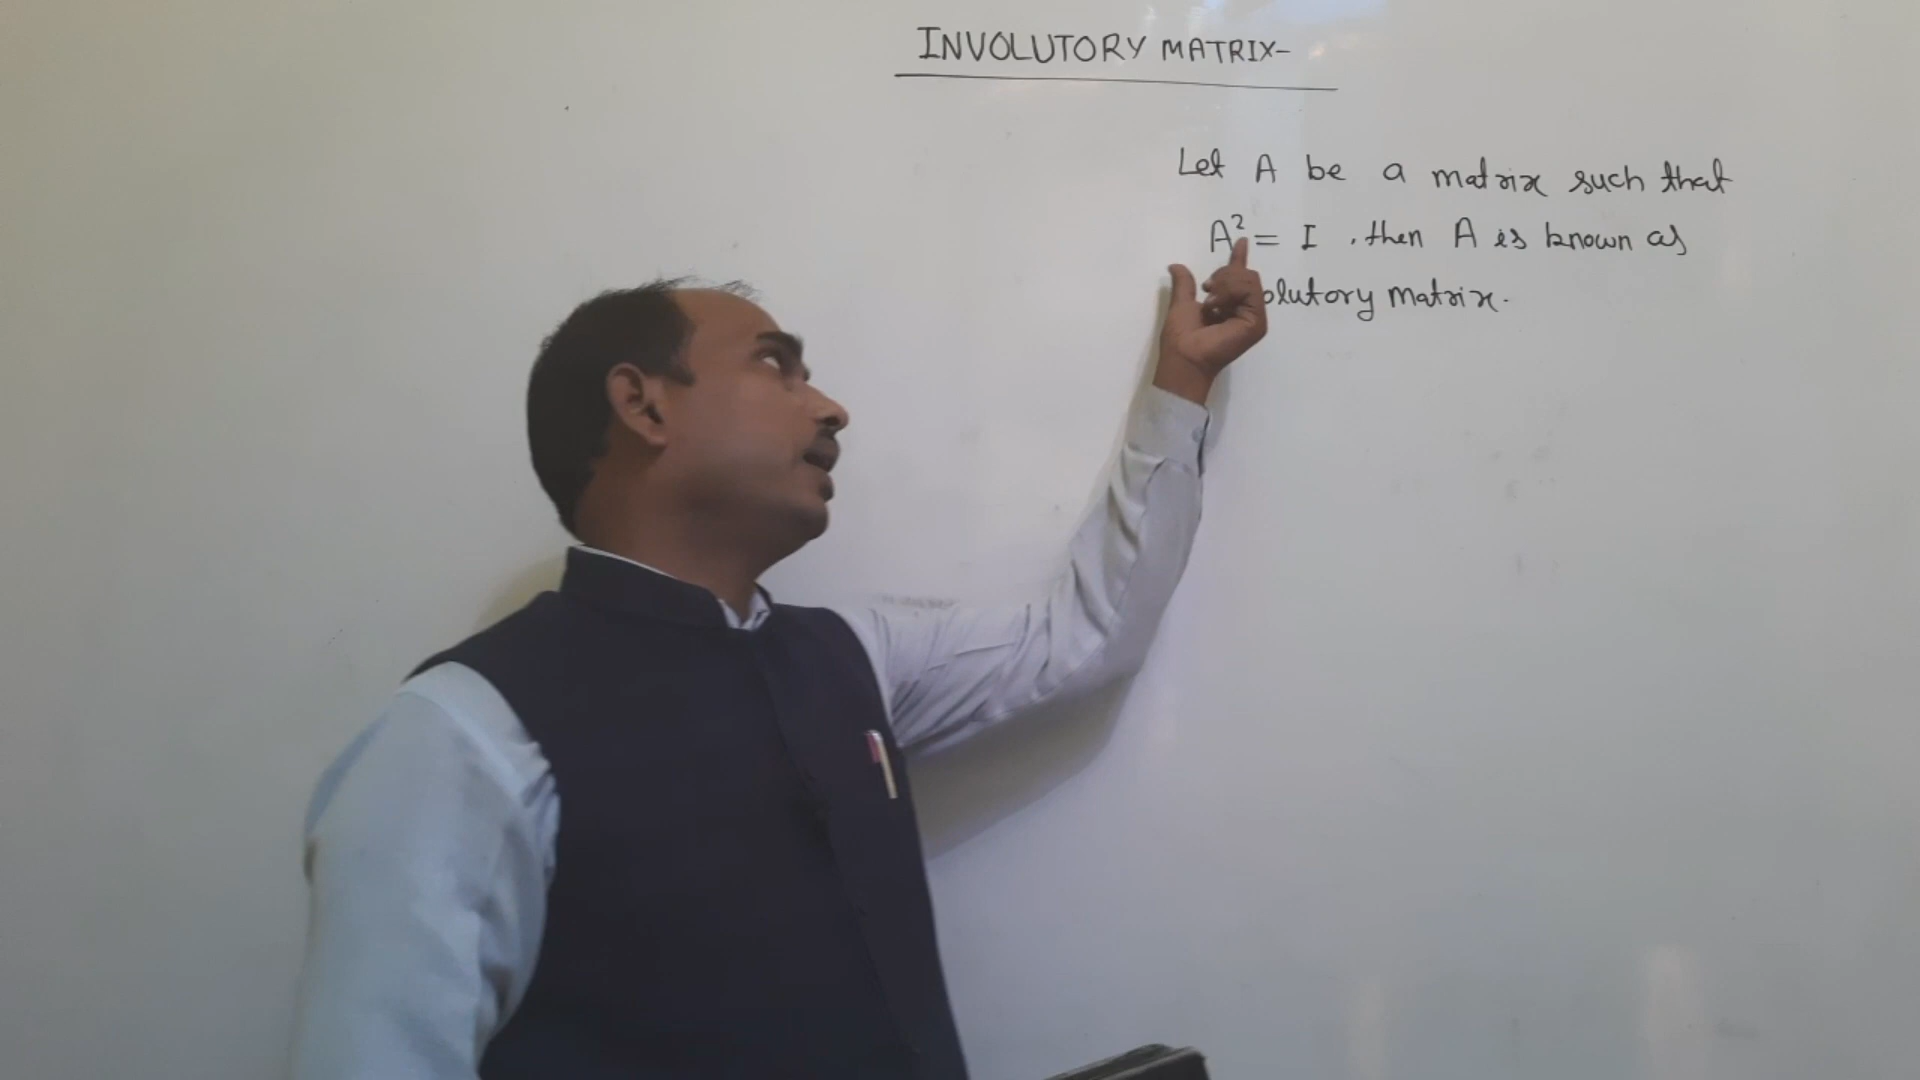 INVOLUTORY MATRIX-
Let A be a matrix such that
A² = I , then A is known as
olutory Matrix.